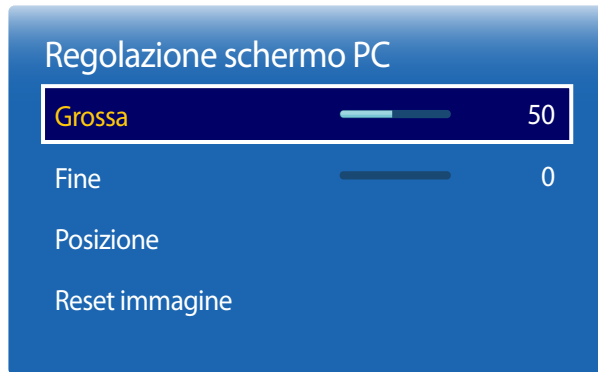 Regolazione schermo PC
Grossa 50
Fine 0
Posizione
Reset immagine